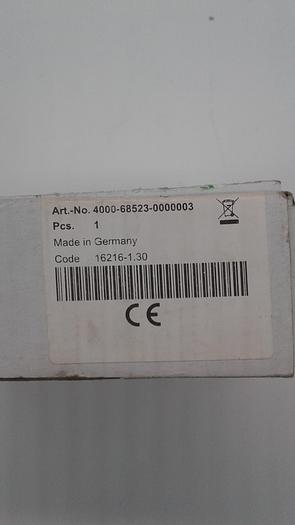 Art.-No. 4000-68523-0000003
Pcs. 1
Made in Germany
Code 16216-1.30
CE